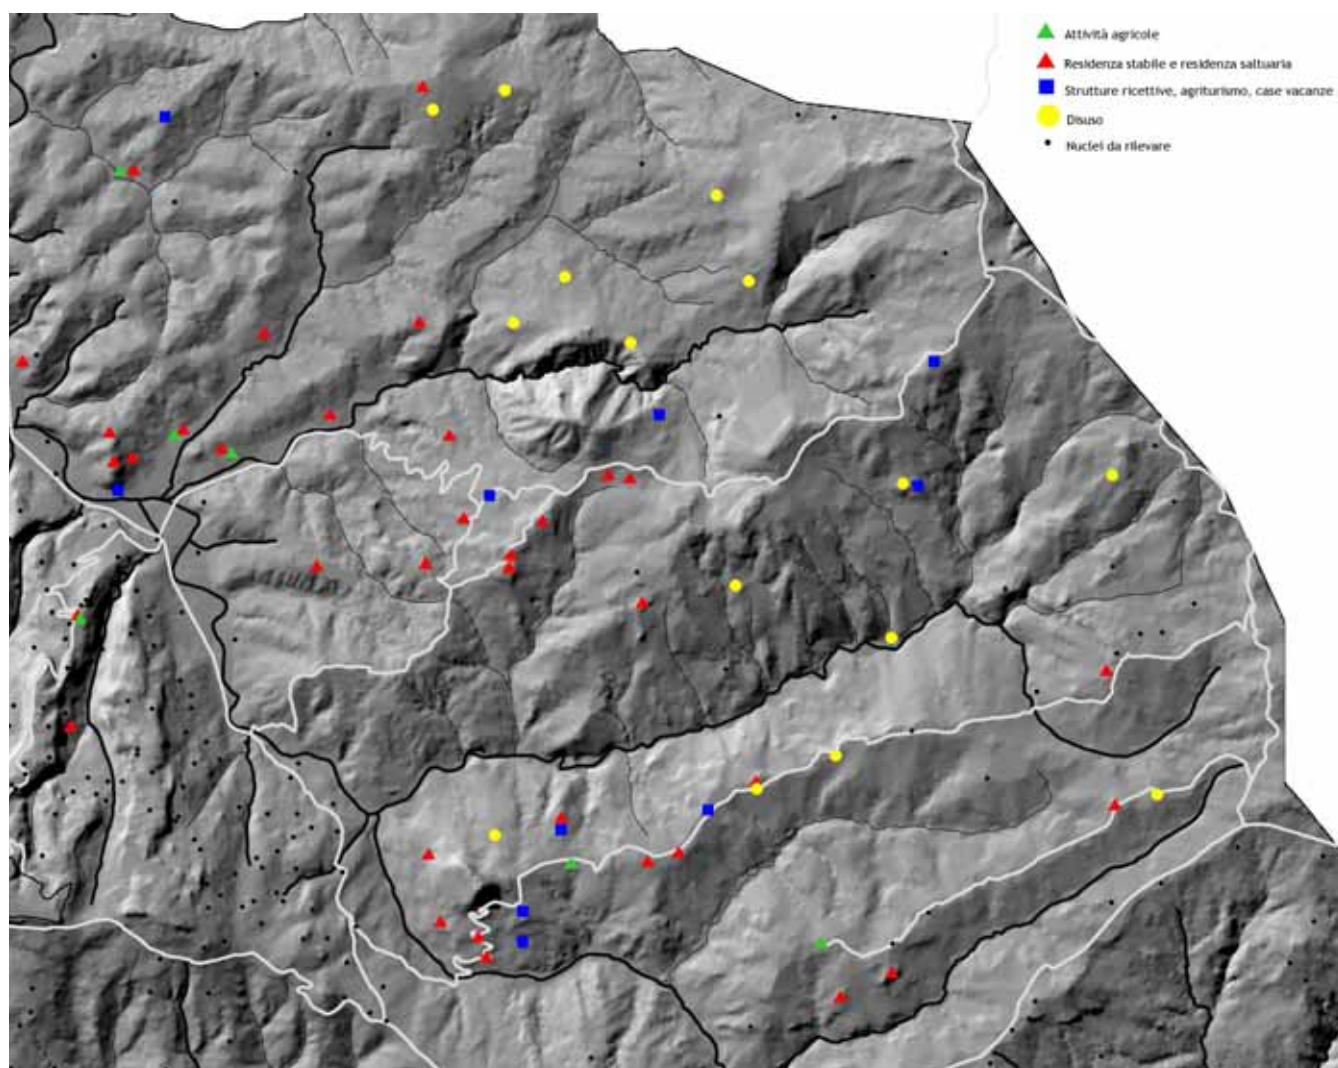 Attività agricole
Residenza stabile e residenza saltuaria
Strutture ricettive, agriturismo, case vacanze
Disuso
Nuclei da rilevare